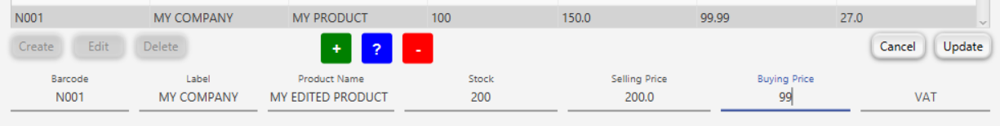 N001 MY COMPANY MY PRODUCT 100 150.0 99.99 27.0
Create Edit Delete + ? - Cancel Update
Barcode Label Product Name Stock Selling Price Buying Price
N001 MY COMPANY MY EDITED PRODUCT 200 200.0 99 VAT